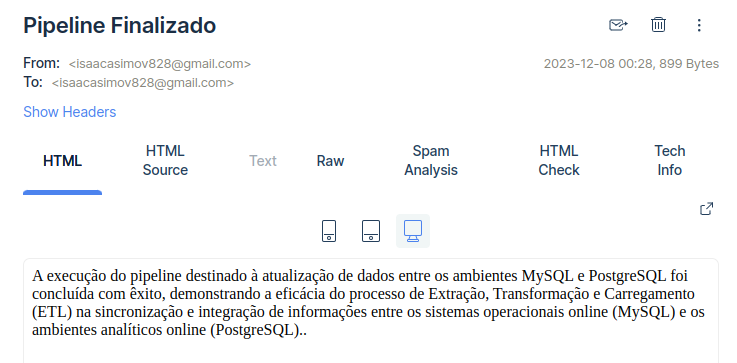 Pipeline Finalizado
From: <isaacasimov828@gmail.com>
2023-12-08 00:28, 899 Bytes
To: <isaacasimov828@gmail.com>
Show Headers
HTML
HTML
Source
Text
Raw
Spam
Analysis
HTML
Check
Tech
Info
A execução do pipeline destinado à atualização de dados entre os ambientes MySQL e PostgreSQL foi
concluída com êxito, demonstrando a eficácia do processo de Extração, Transformação e Carregamento
(ETL) na sincronização e integração de informações entre os sistemas operacionais online (MySQL) e os
ambientes analíticos online (PostgreSQL)..